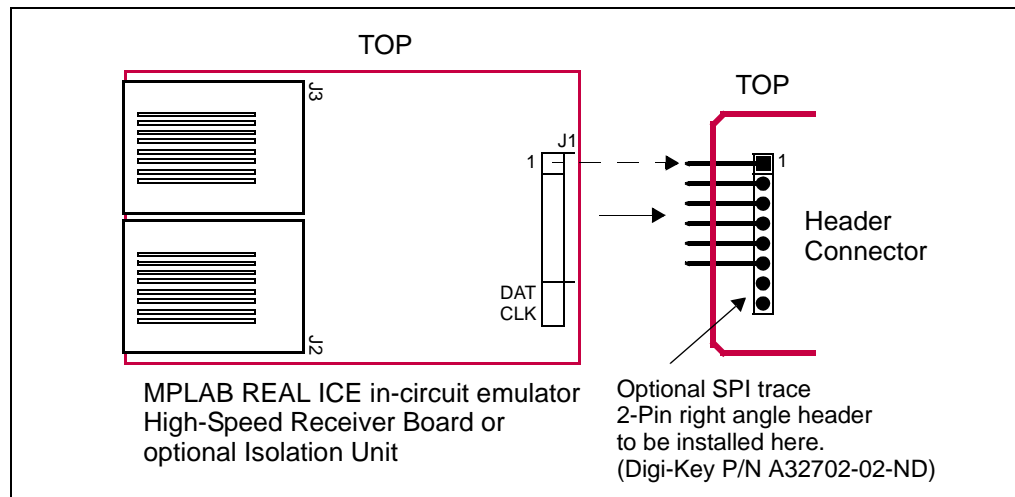 TOP
TOP
J3
J1
1
1
Header
Connector
DAT
CLK
J2
MPLAB REAL ICE in-circuit emulator
High-Speed Receiver Board or
optional Isolation Unit
Optional SPI trace
2-Pin right angle header
to be installed here.
(Digi-Key P/N A32702-02-ND)